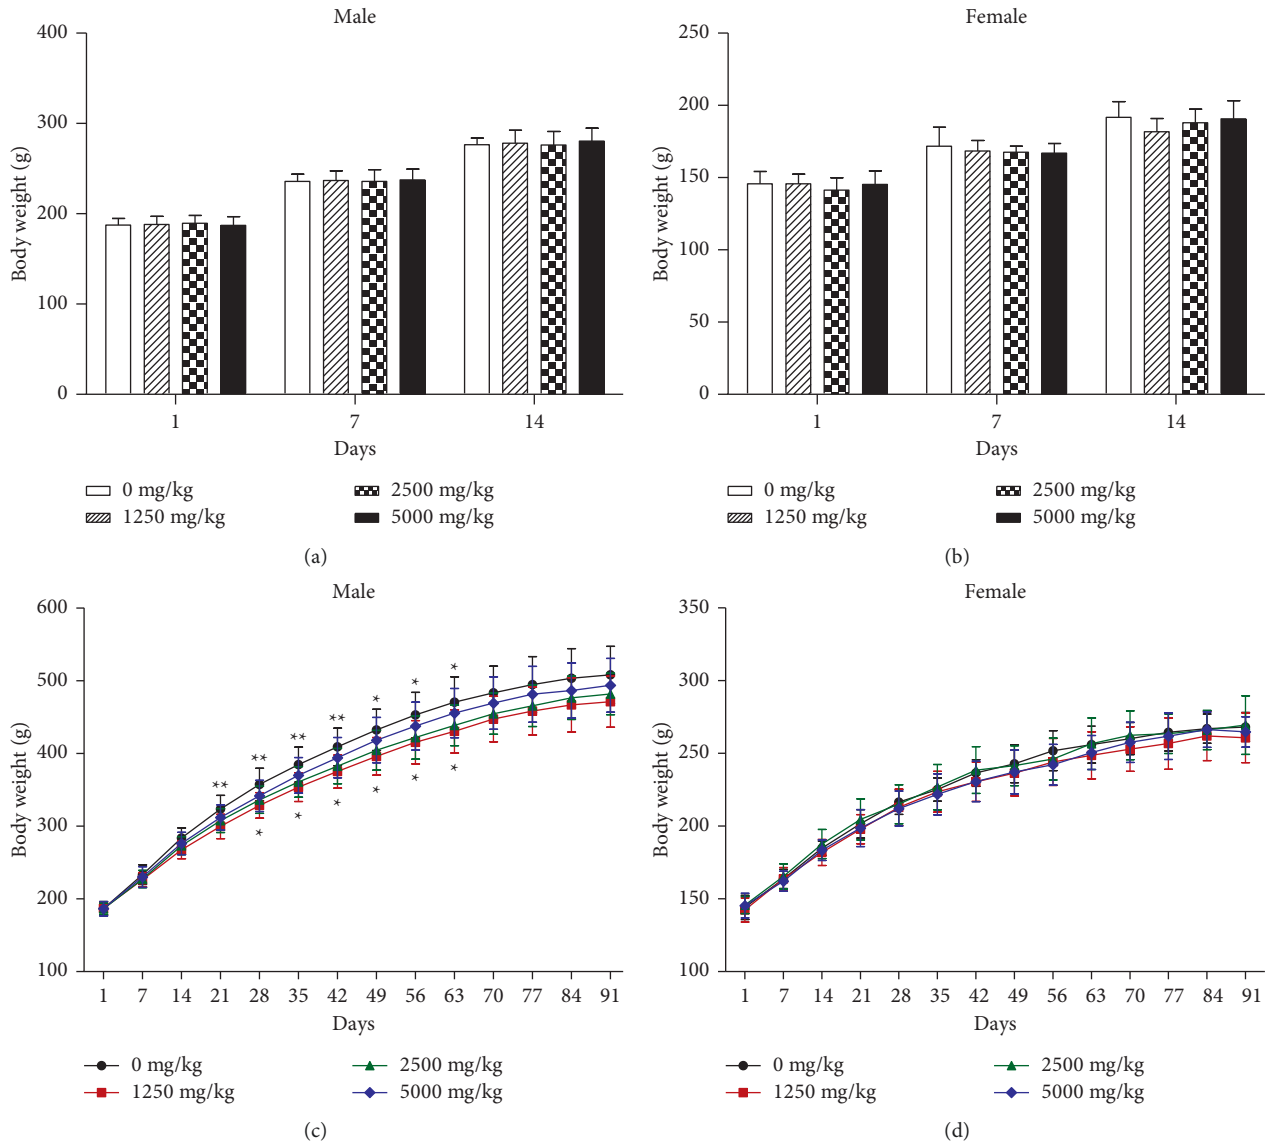 Male
400
300
200
100
0
Body weight (g)
1 7 14
Days
0 mg/kg 2500 mg/kg
1250 mg/kg 5000 mg/kg
(a)
Female
250
200
150
100
50
0
Body weight (g)
1 7 14
Days
0 mg/kg 2500 mg/kg
1250 mg/kg 5000 mg/kg
(b)
Male
600
500
400
300
200
100
Body weight (g)
** ** ** ** * * *
* * * * * *
1 7 14 21 28 35 42 49 56 63 70 77 84 91
Days
0 mg/kg 2500 mg/kg
1250 mg/kg 5000 mg/kg
(c)
Female
350
300
250
200
150
100
Body weight (g)
1 7 14 21 28 35 42 49 56 63 70 77 84 91
Days
0 mg/kg 2500 mg/kg
1250 mg/kg 5000 mg/kg
(d)